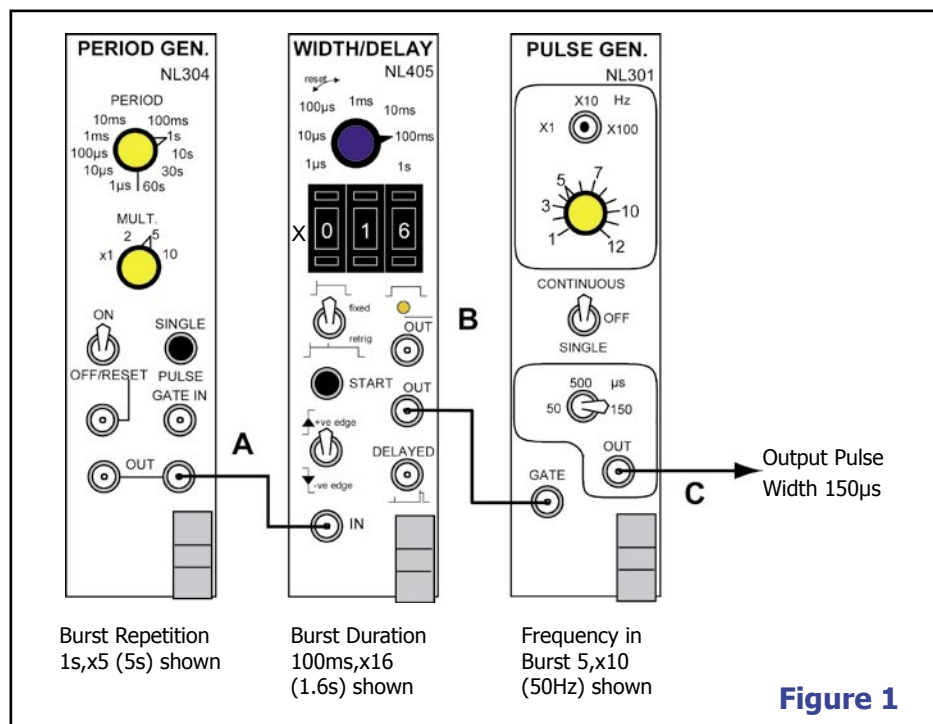 PERIOD GEN.
NL304
PERIOD
10ms 100ms
1ms 1s
100µs 10s
10µs 30s
1µs 60s
MULT.
2 5
x1 10
ON
SINGLE
OFF/RESET PULSE
GATE IN
OUT
A
WIDTH/DELAY
NL405
reset
1ms
100µs 10ms
10µs 100ms
1µs 1s
X 0 1 6
fixed
OUT
retrig
START OUT
+ve edge
DELAYED
-ve edge
IN
B
PULSE GEN.
NL301
X10 Hz
X1 X100
5 7
3 10
1 12
CONTINUOUS
OFF
SINGLE
500 µs
50 150
OUT
GATE
C
Output Pulse
Width 150µs
Burst Repetition
1s,x5 (5s) shown
Burst Duration
100ms,x16
(1.6s) shown
Frequency in
Burst 5,x10
(50Hz) shown
Figure 1